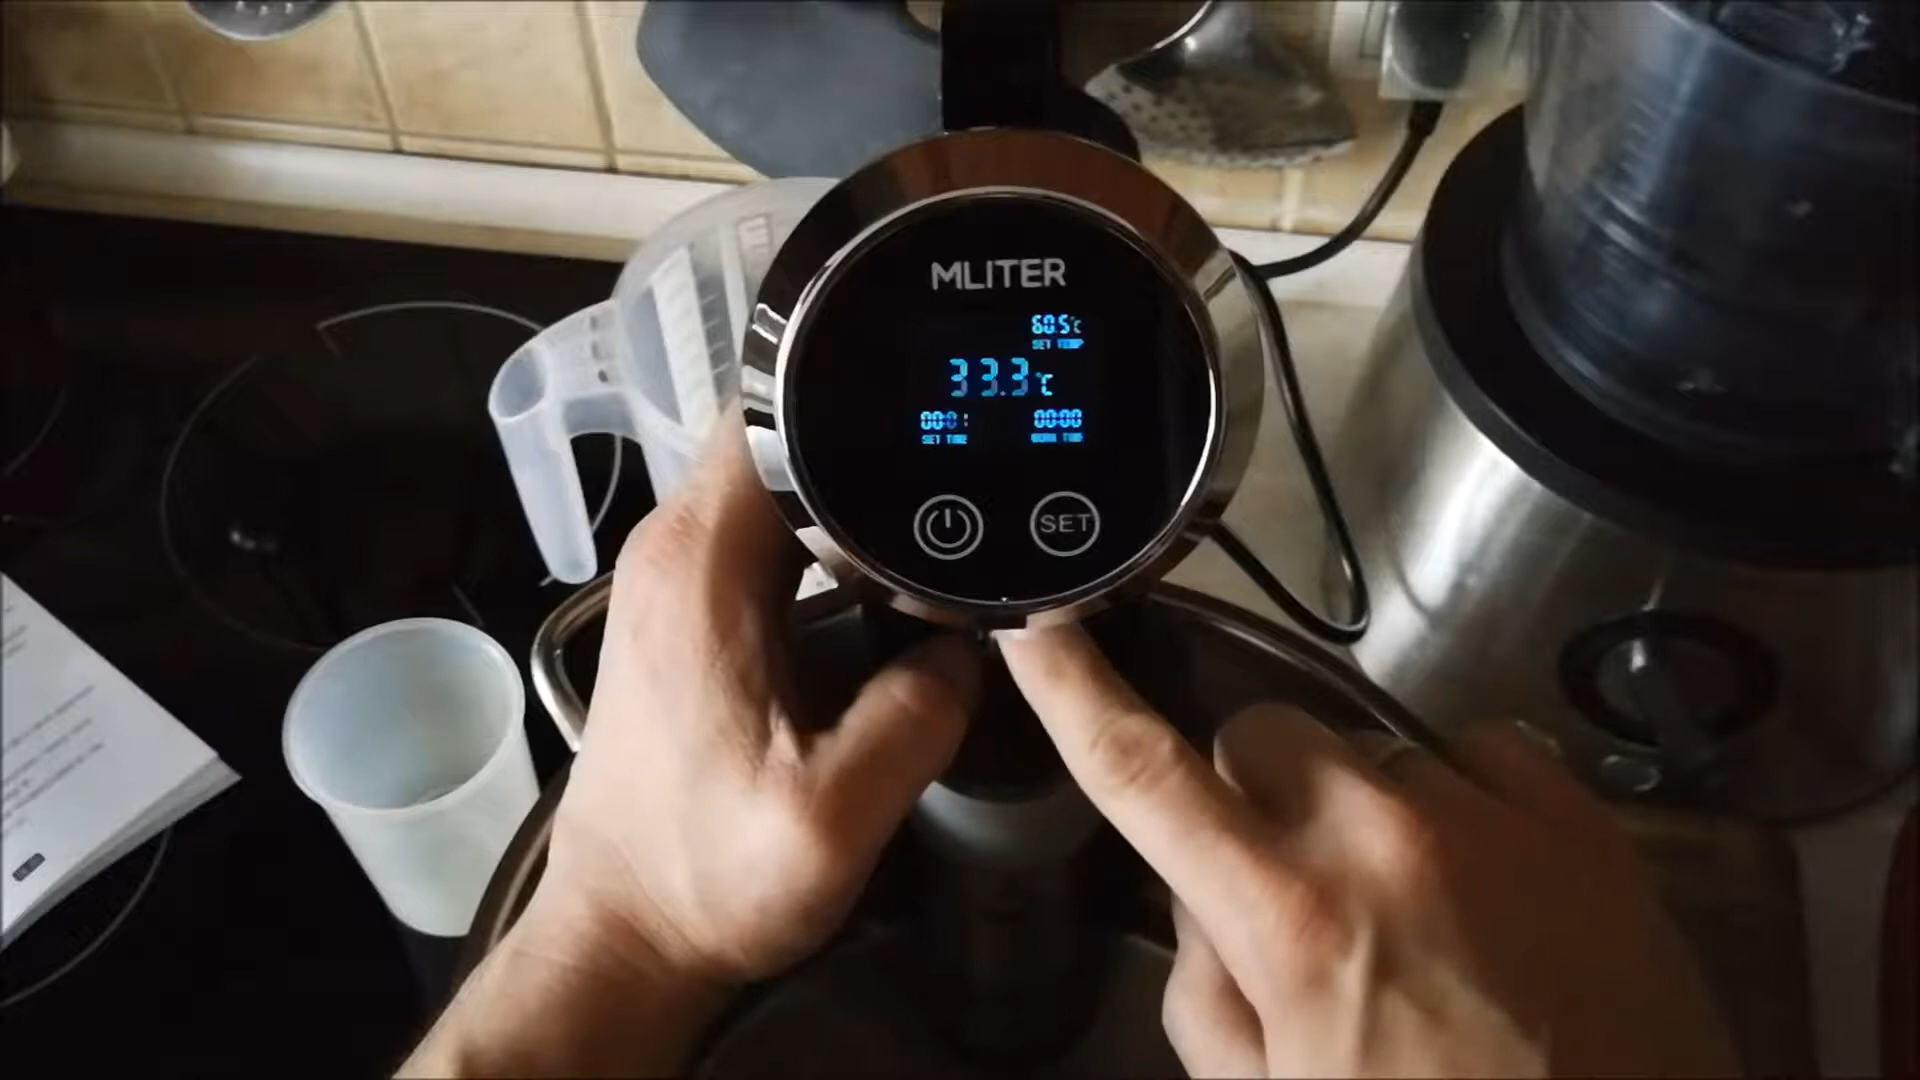 MLITER
60.5°C
SET TEMP
33.3°C
SET TIME
00:00
WORK TIME
SET